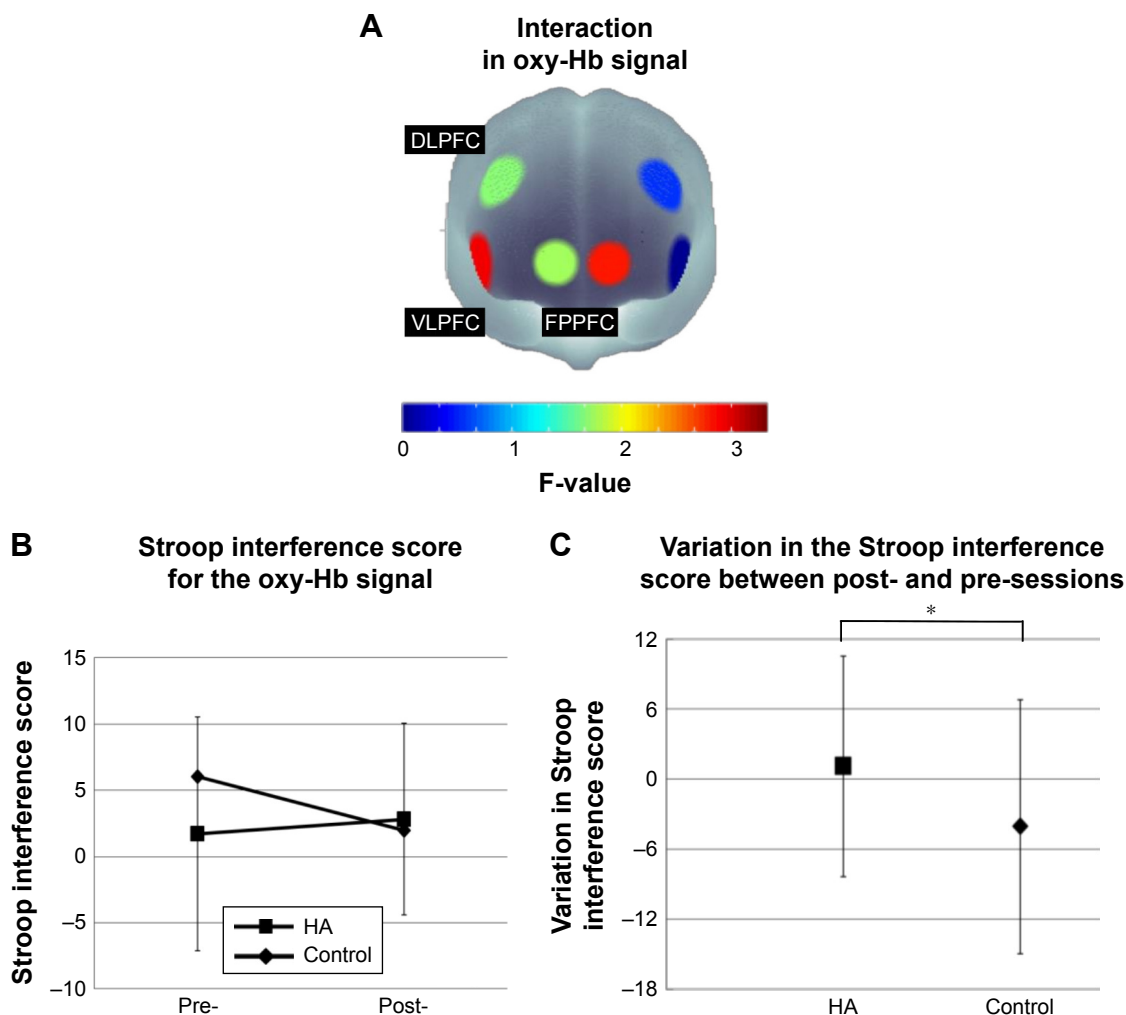 A
Interaction
in oxy-Hb signal
DLPFC
VLPFC
FPPFC
0 1 2 3
F-value
B
Stroop interference score
for the oxy-Hb signal
Stroop interference score
15
10
5
0
–5
–10
HA
Control
Pre- Post-
C
Variation in the Stroop interference
score between post- and pre-sessions
*
Variation in Stroop
interference score
12
6
0
–6
–12
–18
HA Control